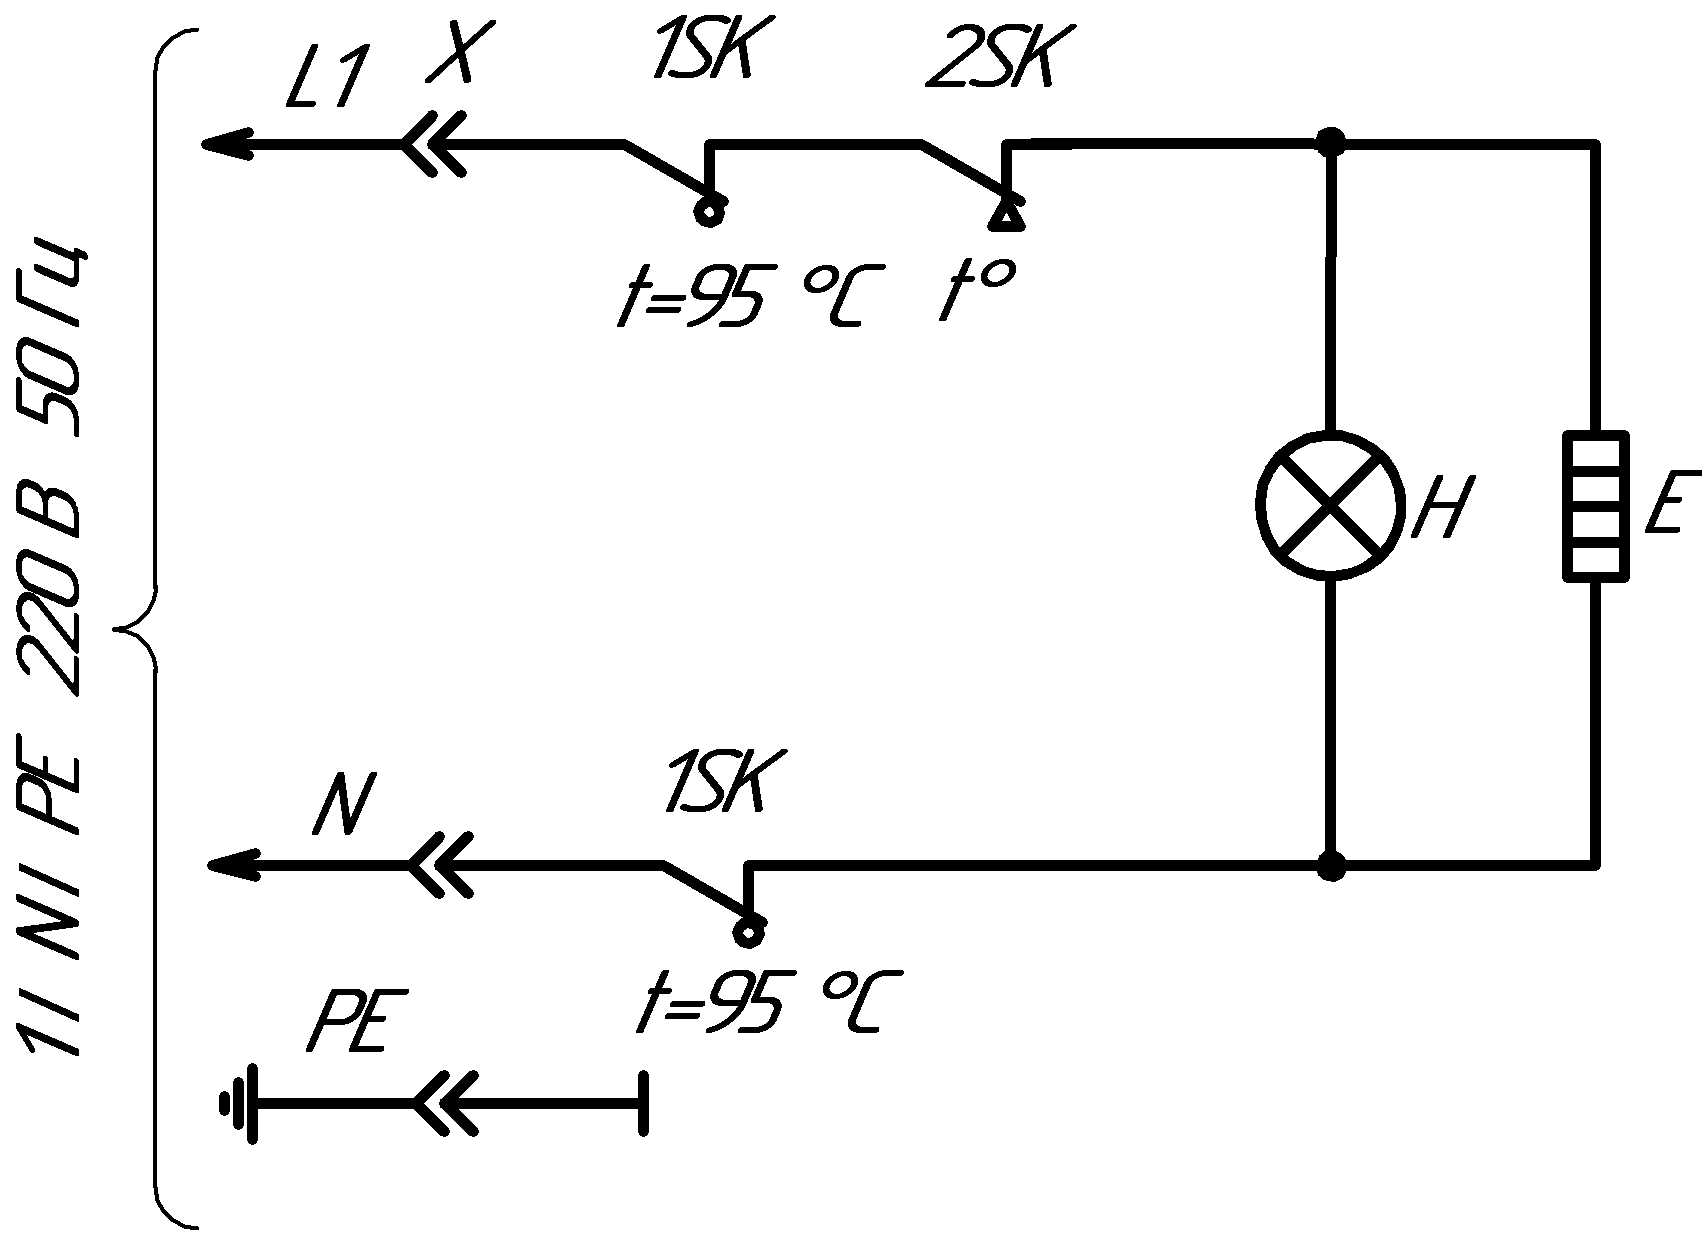 L1
X
1SK
2SK
t=95 °C
t°
H
E
1SK
N
t=95 °C
PE
1 I N I PE 220 В 50 Гц